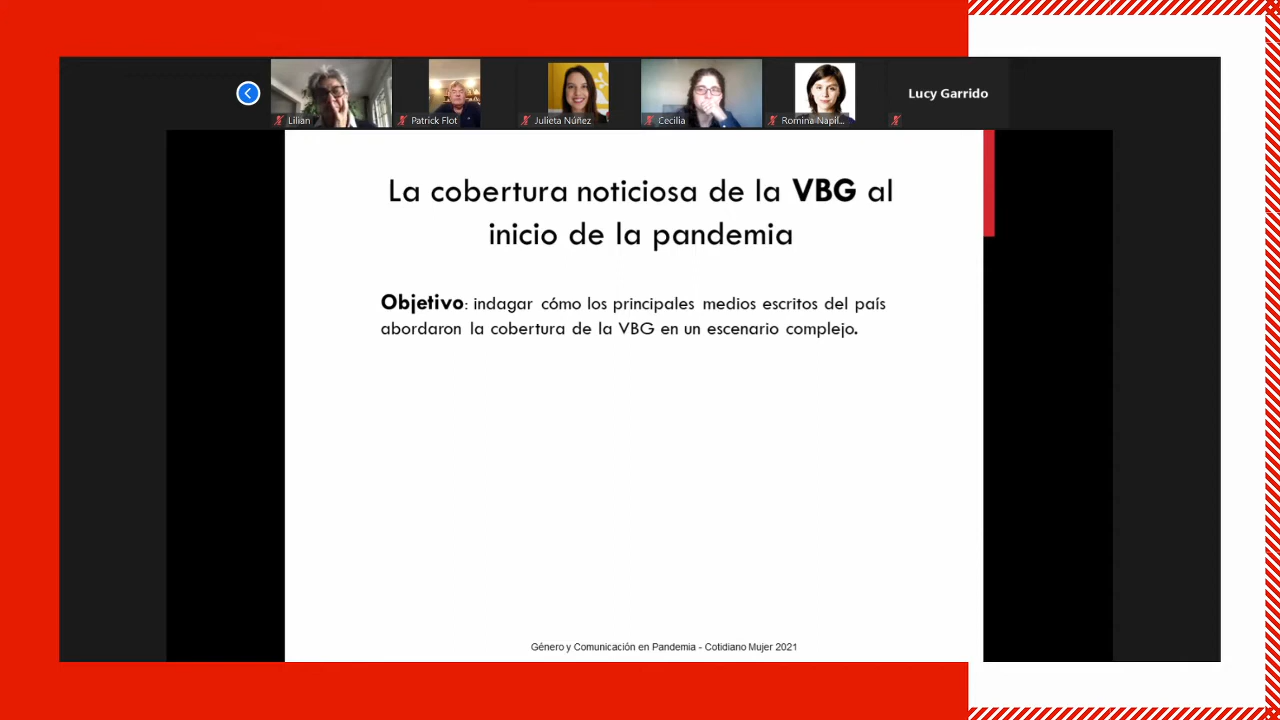 Lilian
Patrick Flot
Julieta Núñez
Cecilia
Romina Napil...
Lucy Garrido
La cobertura noticiosa de la VBG al
inicio de la pandemia
Objetivo: indagar cómo los principales medios escritos del país
abordaron la cobertura de la VBG en un escenario complejo.
Género y Comunicación en Pandemia - Cotidiano Mujer 2021